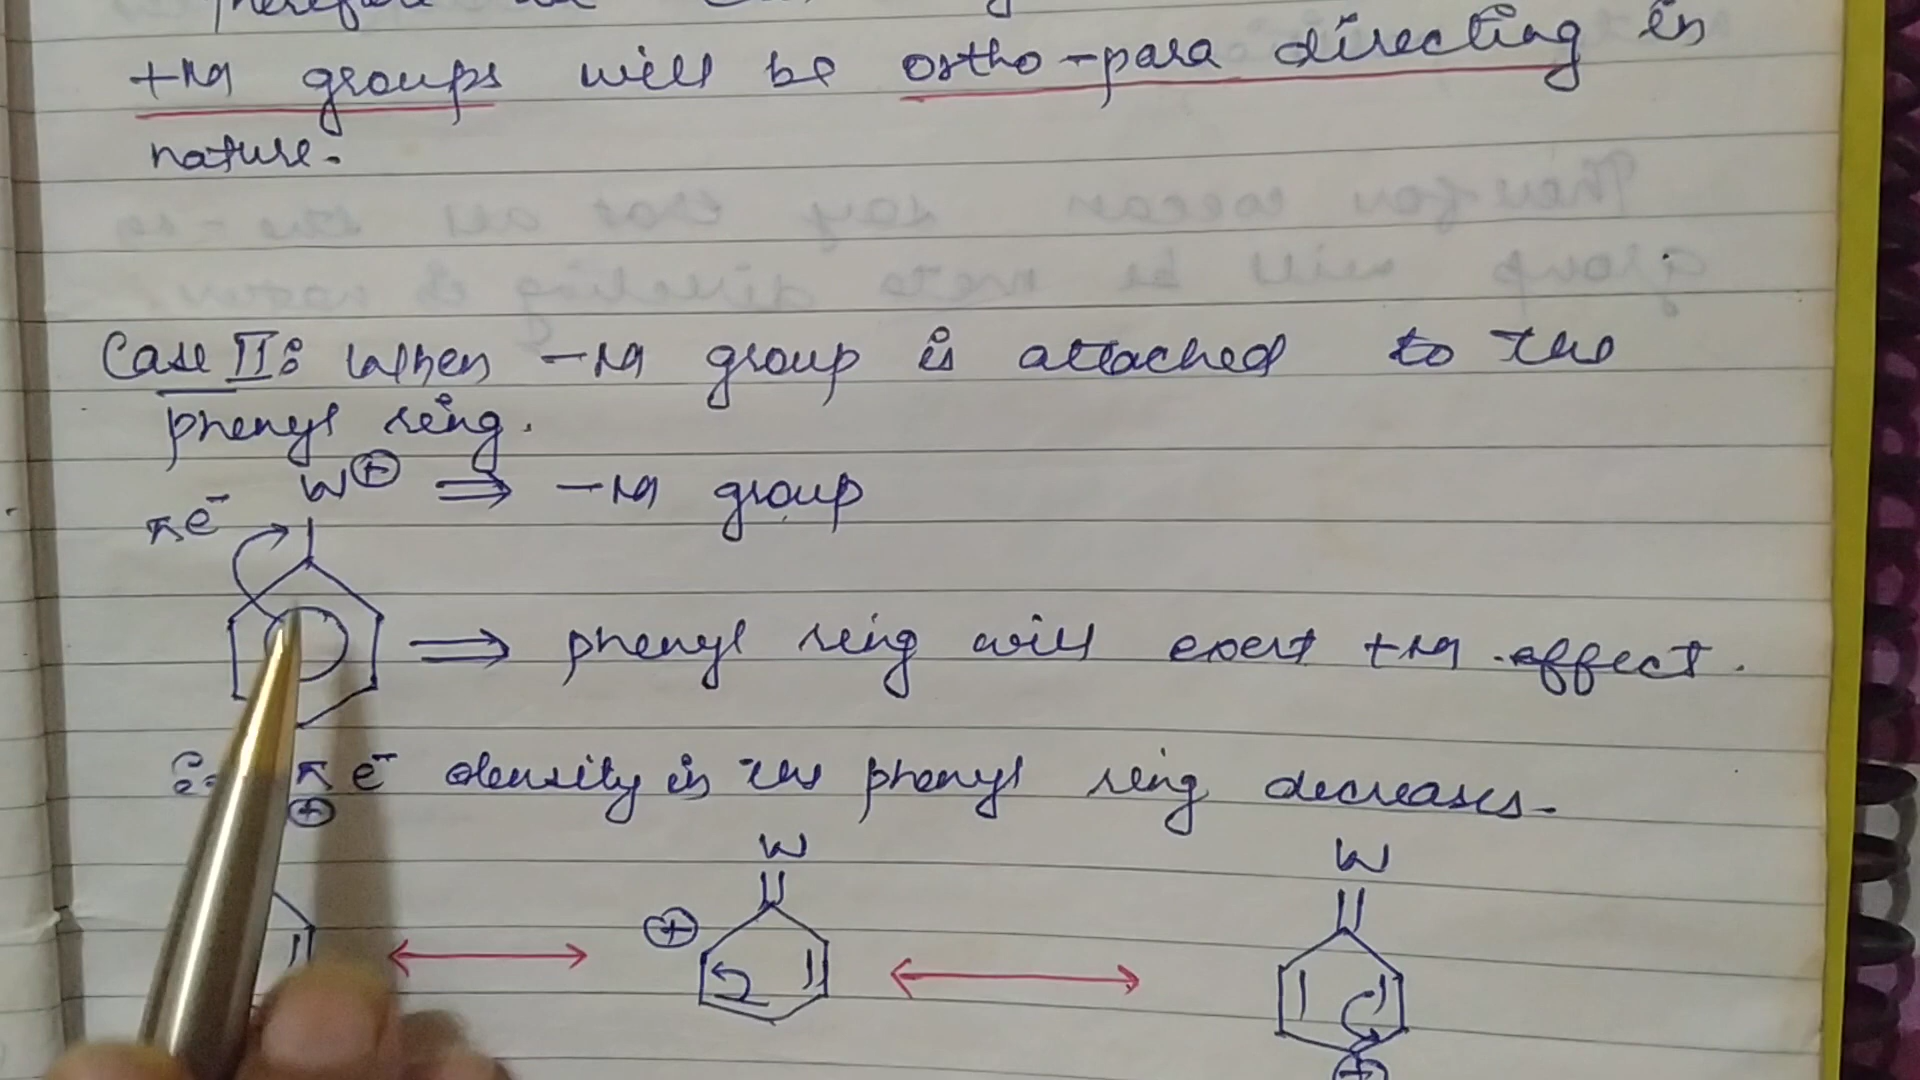 +M groups will be ortho-para directing in
nature.
Case II: When -M group is attached to the
phenyl ring.
W⊕ ⇒ -M group
πe⁻
⇒ phenyl ring will exert +M effect.
πe⁻ density in the phenyl ring decreases.
⊕
W W
⊕
⊕